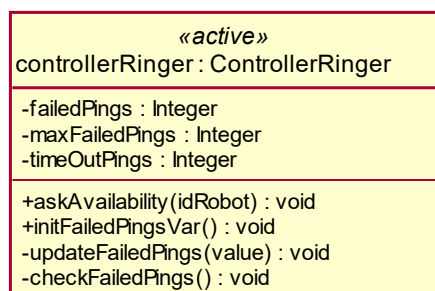 «active»
controllerRinger : ControllerRinger
-failedPings : Integer
-maxFailedPings : Integer
-timeOutPings : Integer
+askAvailability(idRobot) : void
+initFailedPingsVar() : void
-updateFailedPings(value) : void
-checkFailedPings() : void